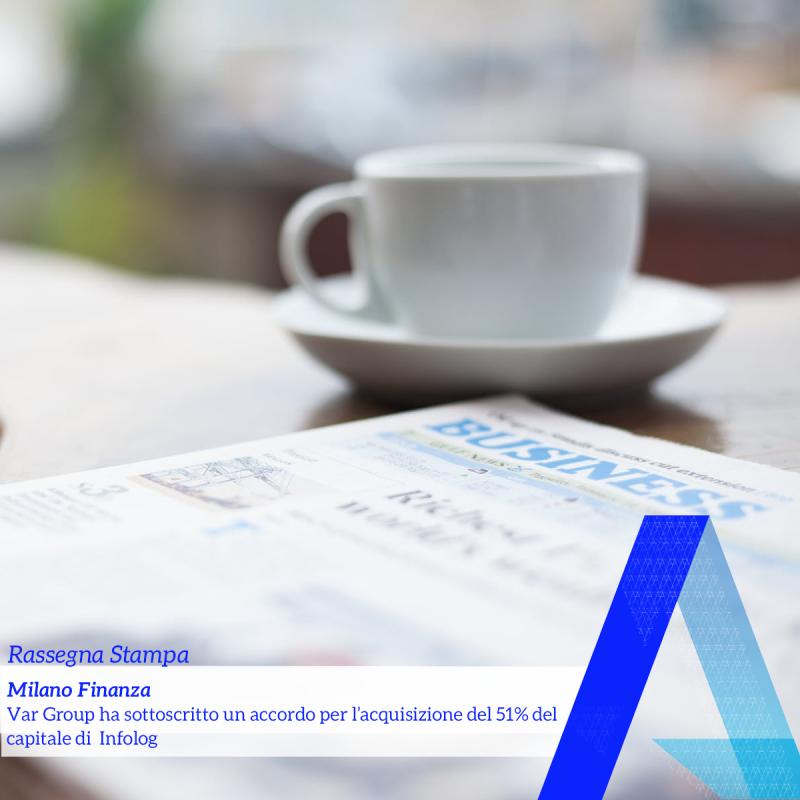 BUSINESS
Rassegna Stampa
Milano Finanza
Var Group ha sottoscritto un accordo per l'acquisizione del 51% del
capitale di Infolog